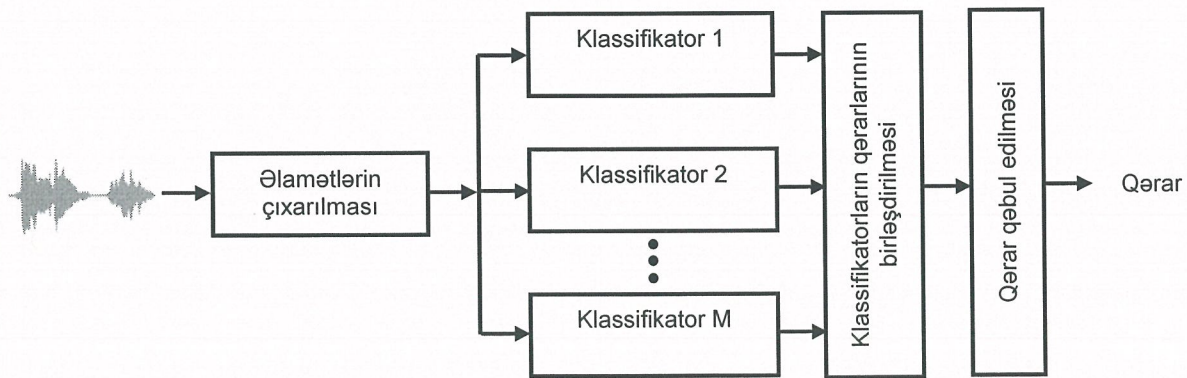 Əlamətlərin
çıxarılması
Klassifikator 1
Klassifikator 2
Klassifikator M
Klassifikatorların qərarlarının
birləşdirilməsi
Qərar qəbul edilməsi
Qərar